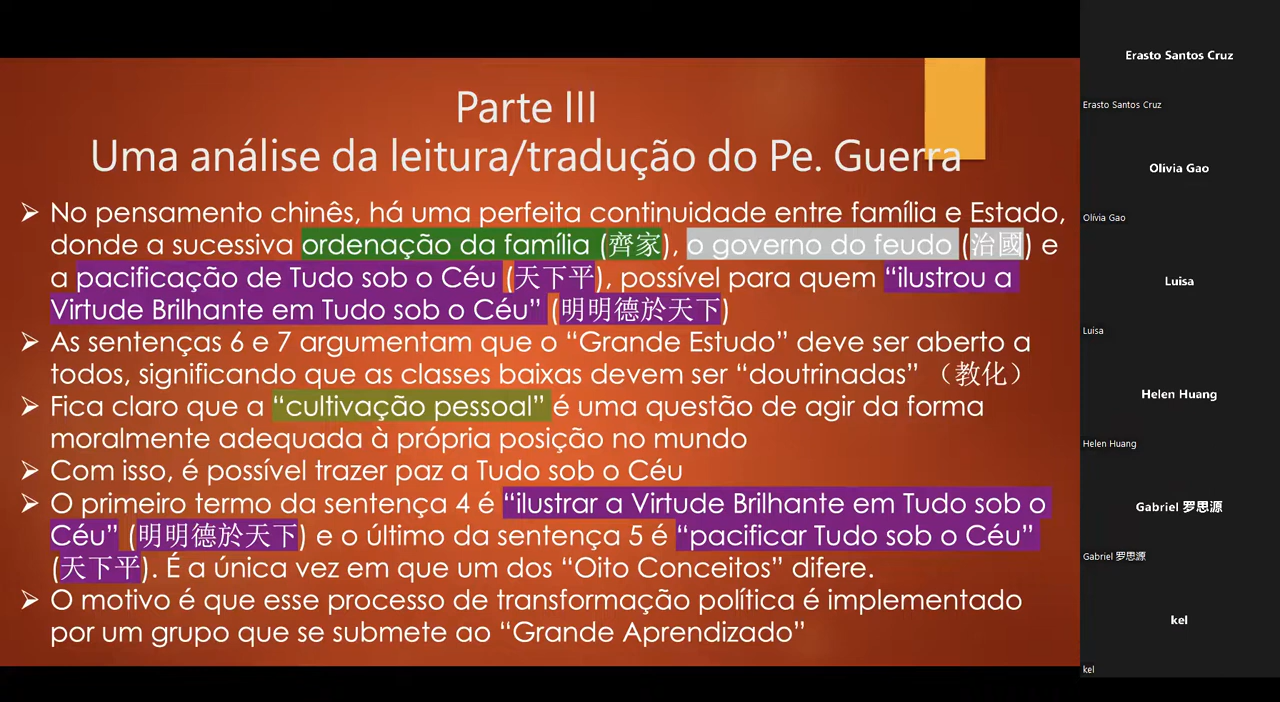 Parte III
Uma análise da leitura/tradução do Pe. Guerra
➢ No pensamento chinês, há uma perfeita continuidade entre família e Estado,
donde a sucessiva ordenação da família (齊家), o governo do feudo (治國) e
a pacificação de Tudo sob o Céu (天下平), possível para quem “ilustrou a
Virtude Brilhante em Tudo sob o Céu” (明明德於天下)
➢ As sentenças 6 e 7 argumentam que o “Grande Estudo” deve ser aberto a
todos, significando que as classes baixas devem ser “doutrinadas” （教化）
➢ Fica claro que a “cultivação pessoal” é uma questão de agir da forma
moralmente adequada à própria posição no mundo
➢ Com isso, é possível trazer paz a Tudo sob o Céu
➢ O primeiro termo da sentença 4 é “ilustrar a Virtude Brilhante em Tudo sob o
Céu” (明明德於天下) e o último da sentença 5 é “pacificar Tudo sob o Céu”
(天下平). É a única vez em que um dos “Oito Conceitos” difere.
➢ O motivo é que esse processo de transformação política é implementado
por um grupo que se submete ao “Grande Aprendizado”
Erasto Santos Cruz
Erasto Santos Cruz
Olivia Gao
Olivia Gao
Luisa
Luisa
Helen Huang
Helen Huang
Gabriel 罗思源
Gabriel 罗思源
kel
kel